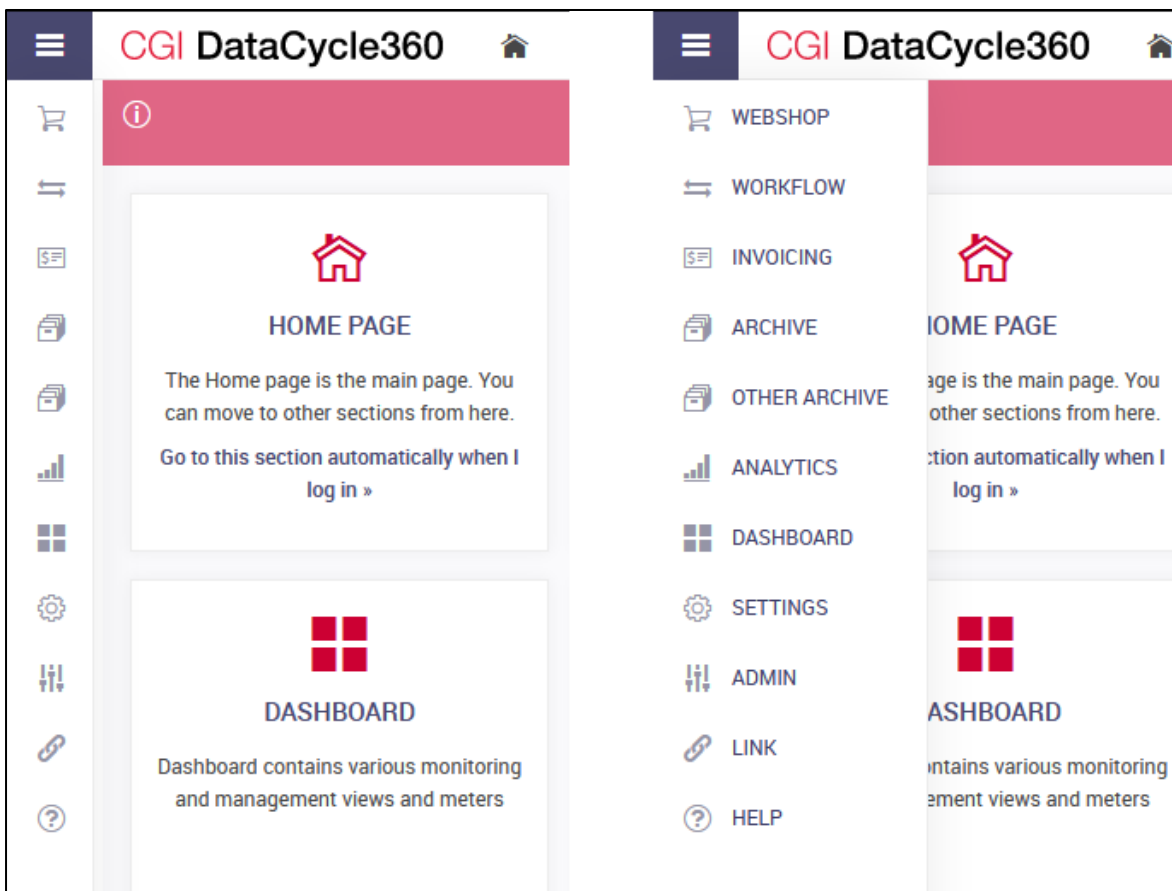 CGI DataCycle360
HOME PAGE
The Home page is the main page. You
can move to other sections from here.
Go to this section automatically when I
log in »
DASHBOARD
Dashboard contains various monitoring
and management views and meters
CGI DataCycle360
WEBSHOP
WORKFLOW
INVOICING
ARCHIVE
OTHER ARCHIVE
ANALYTICS
DASHBOARD
SETTINGS
ADMIN
LINK
HELP
OME PAGE
age is the main page. You
other sections from here.
ction automatically when I
log in »
ASHBOARD
ntains various monitoring
ement views and meters